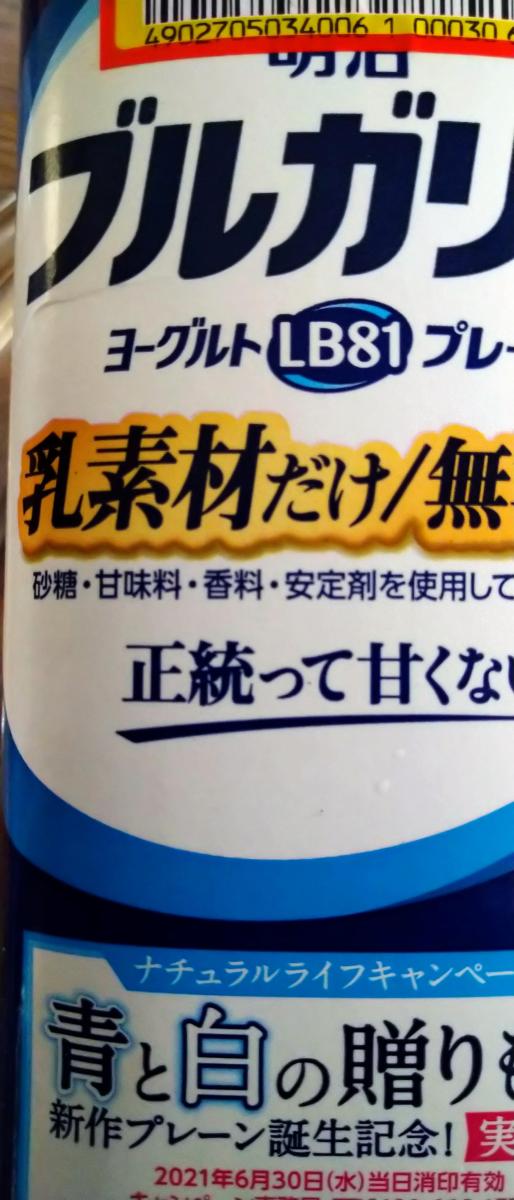 4902705034006 1 00030 6
明治
ブルガリ
ヨーグルト LB81 プレー
乳素材だけ/無
砂糖・甘味料・香料・安定剤を使用して
正統って甘くない
ナチュラルライフキャンペー
青と白の贈りも
新作プレーン誕生記念! 実
2021年6月30日(水)当日消印有効